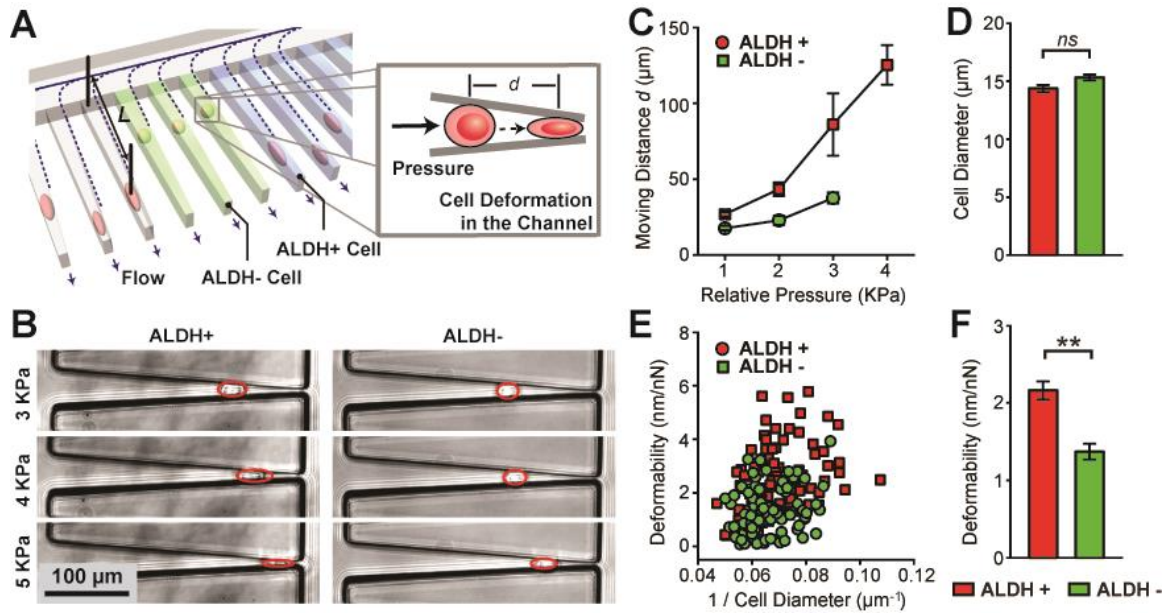 A
L
d
Pressure
Cell Deformation
in the Channel
ALDH+ Cell
ALDH- Cell
Flow
B
ALDH+
ALDH-
3 KPa
4 KPa
5 KPa
100 µm
C
ALDH +
ALDH -
Moving Distance d (µm)
150
100
50
0
1 2 3 4
Relative Pressure (KPa)
D
ns
Cell Diameter (µm)
20
15
10
5
0
E
ALDH +
ALDH -
Deformability (nm/nN)
8
6
4
2
0
0.04 0.06 0.08 0.10 0.12
1 / Cell Diameter (µm⁻¹)
F
**
Deformability (nm/nN)
3
2
1
0
ALDH + ALDH -